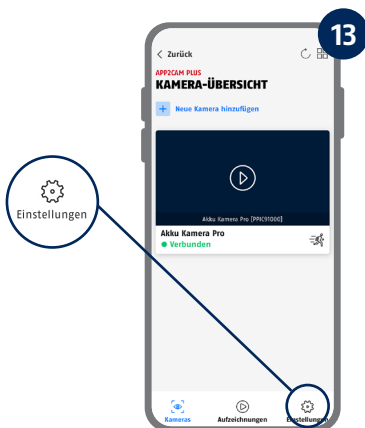 13
Zurück
APP2CAM PLUS
KAMERA-ÜBERSICHT
+ Neue Kamera hinzufügen
Einstellungen
Akku Kamera Pro [PPIC91000]
Akku Kamera Pro
Verbunden
Kameras
Aufzeichnungen
Einstellungen